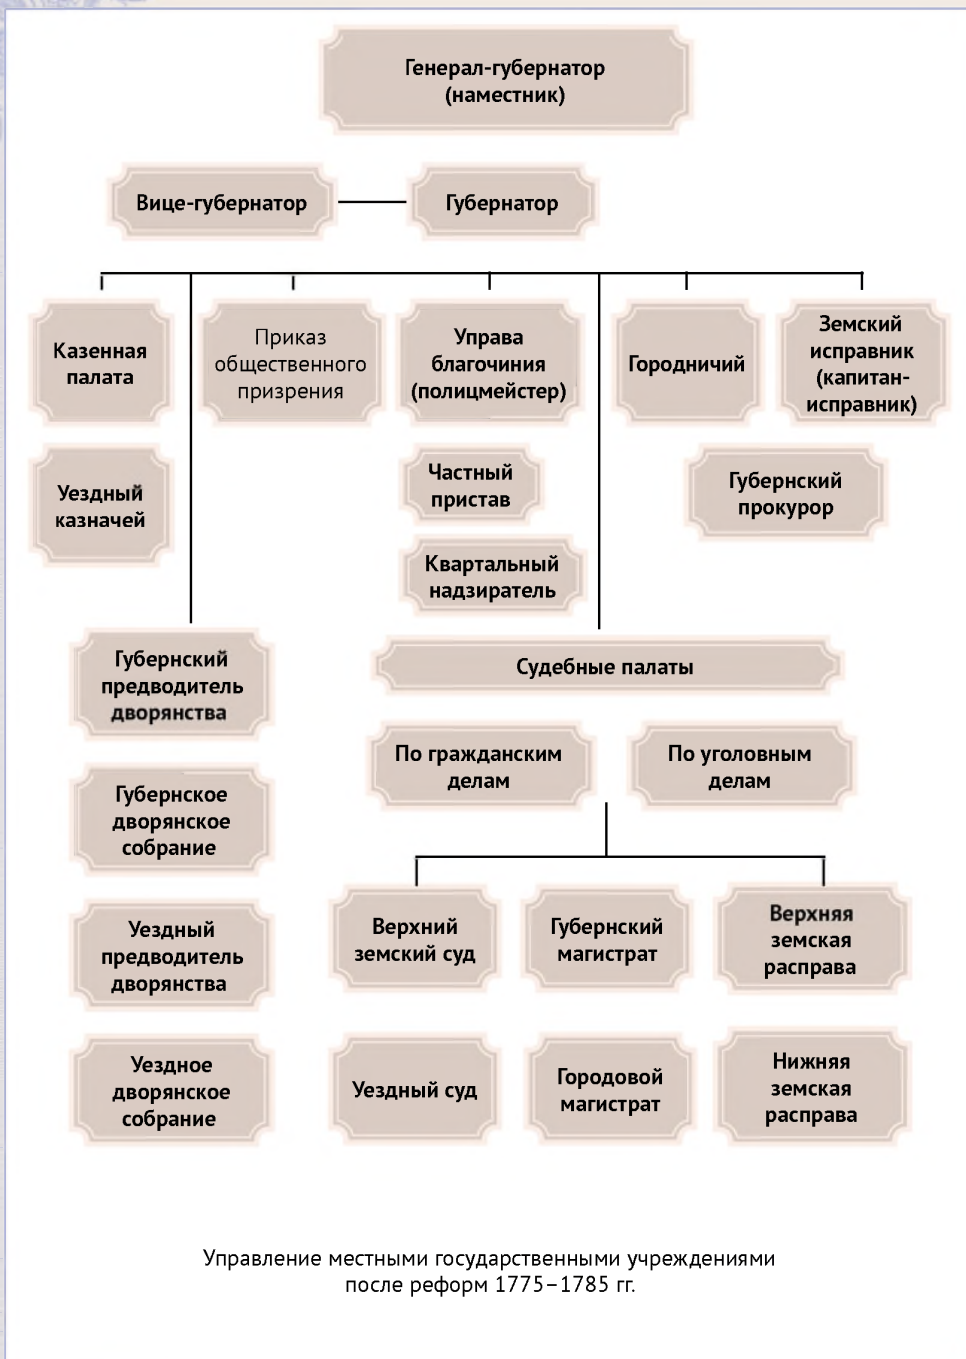 Генерал-губернатор
(наместник)
Вице-губернатор
Губернатор
Казенная
палата
Приказ
общественного
призрения
Управа
благочиния
(полицмейстер)
Городничий
Земский
исправник
(капитан-
исправник)
Уездный
казначей
Частный
пристав
Губернский
прокурор
Квартальный
надзиратель
Губернский
предводитель
дворянства
Судебные палаты
По гражданским
делам
По уголовным
делам
Губернское
дворянское
собрание
Верхний
земский суд
Губернский
магистрат
Верхняя
земская
расправа
Уездный
предводитель
дворянства
Уездное
дворянское
собрание
Уездный суд
Городовой
магистрат
Нижняя
земская
расправа
Управление местными государственными учреждениями
после реформ 1775–1785 гг.